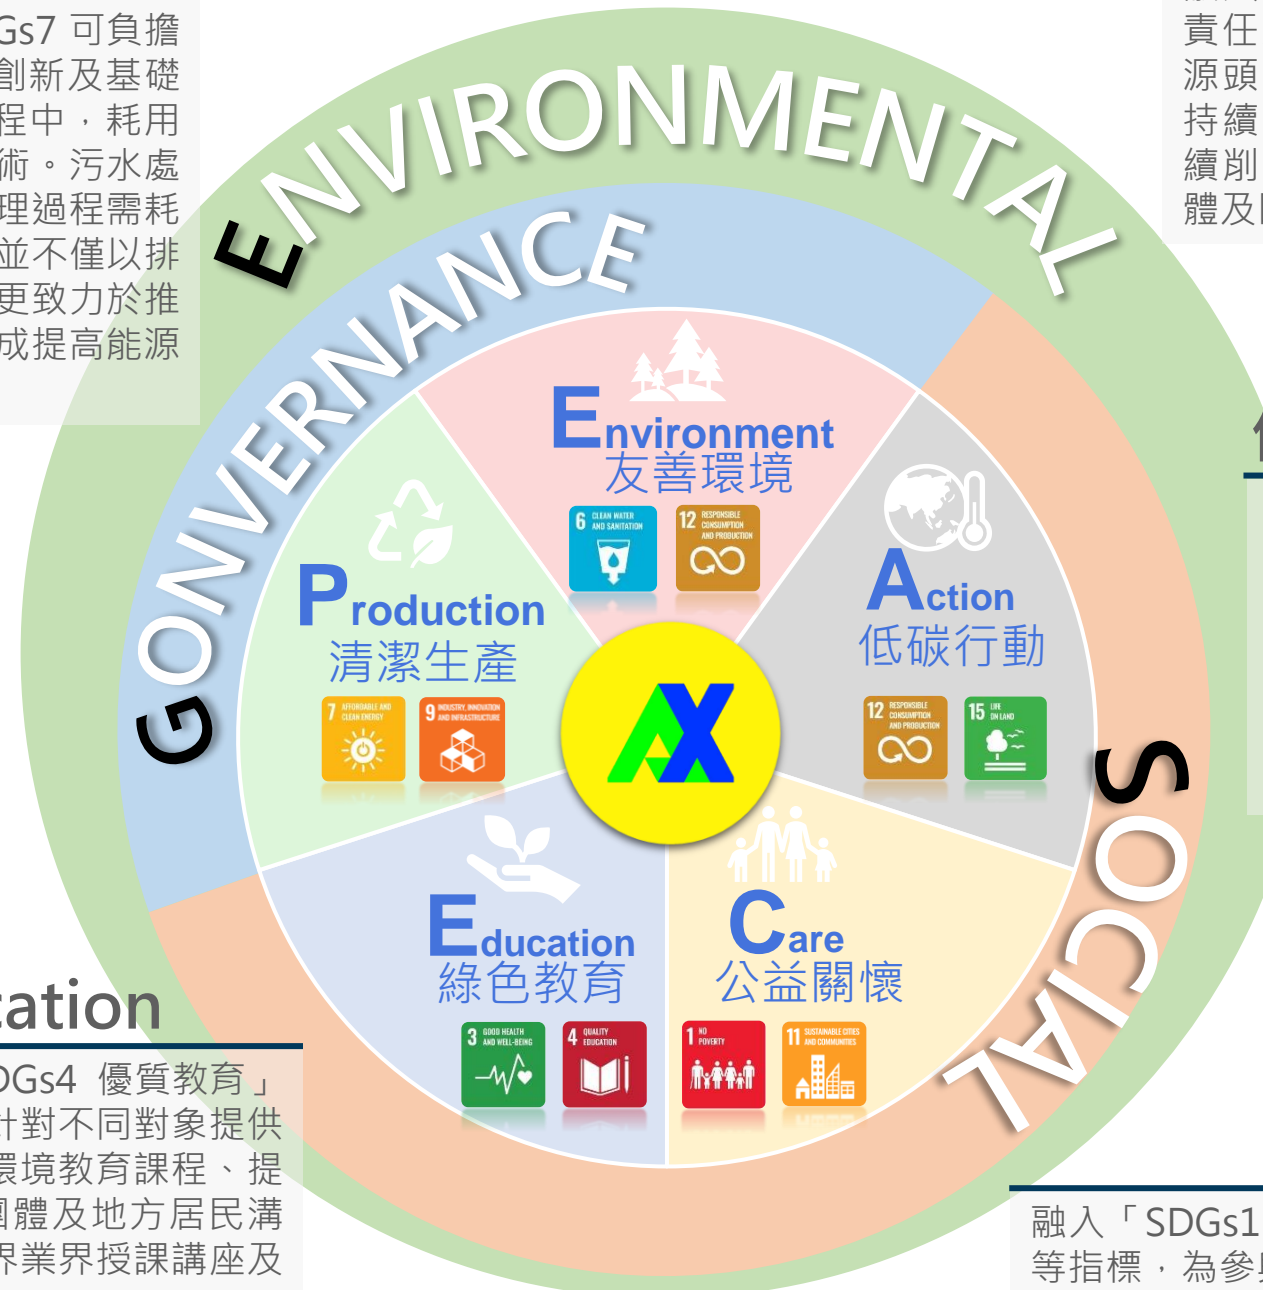 Gs7 可負擔
創新及基礎
程中，耗用
術。污水處
理過程需耗
並不僅以排
更致力於推
成提高能源
責任
源頭
持續
續削
體及
ENVIRONMENTAL
GONVERNANCE
SOCIAL
Environment
友善環境
6 CLEAN WATER
AND SANITATION
12 RESPONSIBLE
CONSUMPTION
AND PRODUCTION
Production
清潔生產
7 AFFORDABLE AND
CLEAN ENERGY
9 INDUSTRY, INNOVATION
AND INFRASTRUCTURE
Action
低碳行動
12 RESPONSIBLE
CONSUMPTION
AND PRODUCTION
15 LIFE
ON LAND
AX
Education
綠色教育
3 GOOD HEALTH
AND WELL-BEING
4 QUALITY
EDUCATION
Care
公益關懷
1 NO
POVERTY
11 SUSTAINABLE CITIES
AND COMMUNITIES
cation
DGs4 優質教育」
針對不同對象提供
環境教育課程、提
團體及地方居民溝
界業界授課講座及
融入「SDGs1
等指標，為參